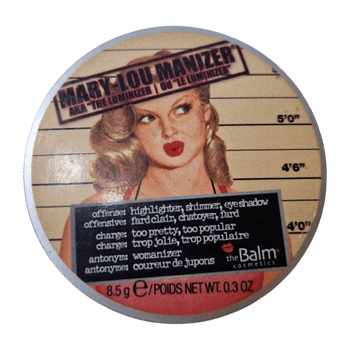 MARY-LOU MANIZER®
AKA "THE LUMINIZER" | OU "LE LUMINIZER"
5'0"
4'6"
4'0"
offense: highlighter, shimmer, eyeshadow
offensive: fard clair, chatoyer, fard
charge: too pretty, too popular
charge: trop jolie, trop populaire
antonym: womanizer
antonyme: coureur de jupons
theBalm®
cosmetics
8.5 g e/POIDS NET WT. 0.3 OZ